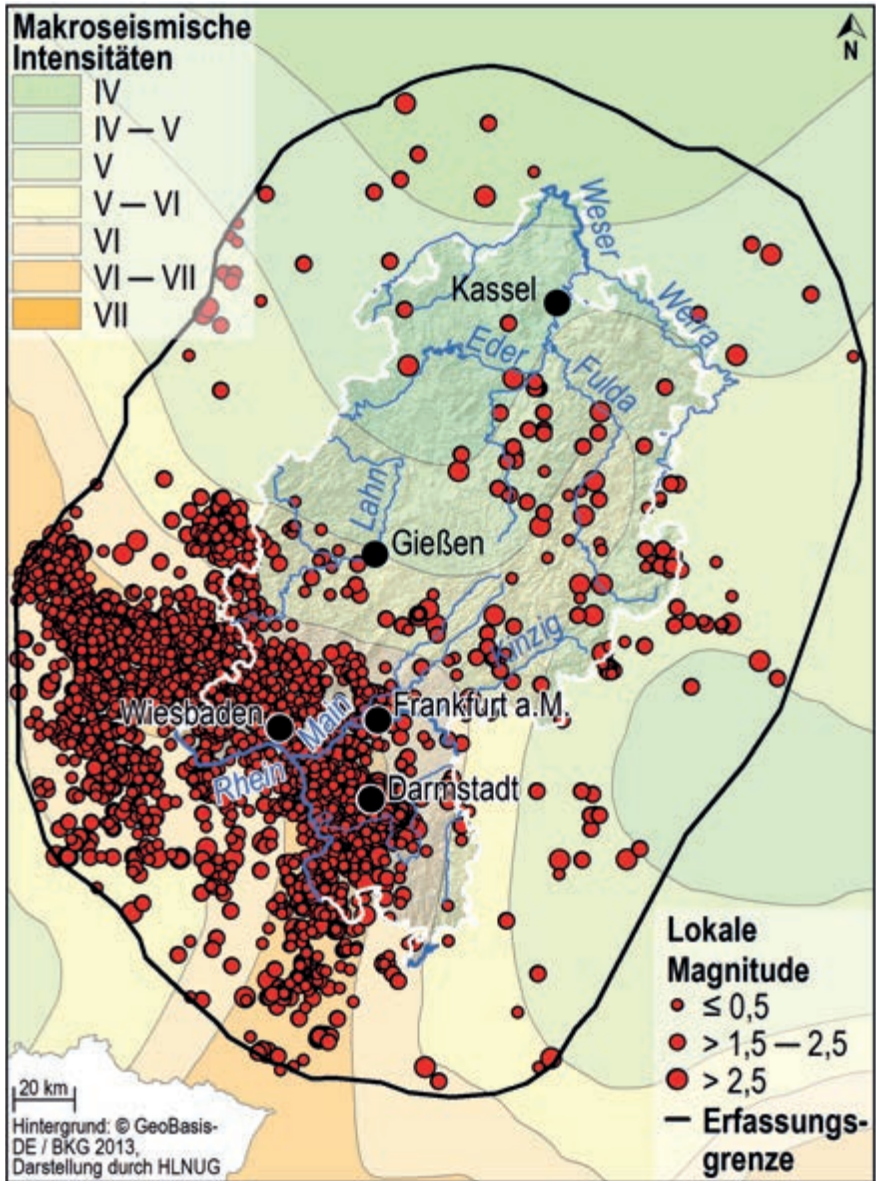 Makroseismische
Intensitäten
IV
IV — V
V
V — VI
VI
VI — VII
VII
N
Weser
Kassel
Werra
Eder
Fulda
Lahn
Gießen
Kinzig
Wiesbaden
Main
Frankfurt a.M.
Rhein
Darmstadt
Lokale
Magnitude
≤ 0,5
> 1,5 — 2,5
> 2,5
Erfassungs-
grenze
20 km
Hintergrund: © GeoBasis-
DE / BKG 2013,
Darstellung durch HLNUG